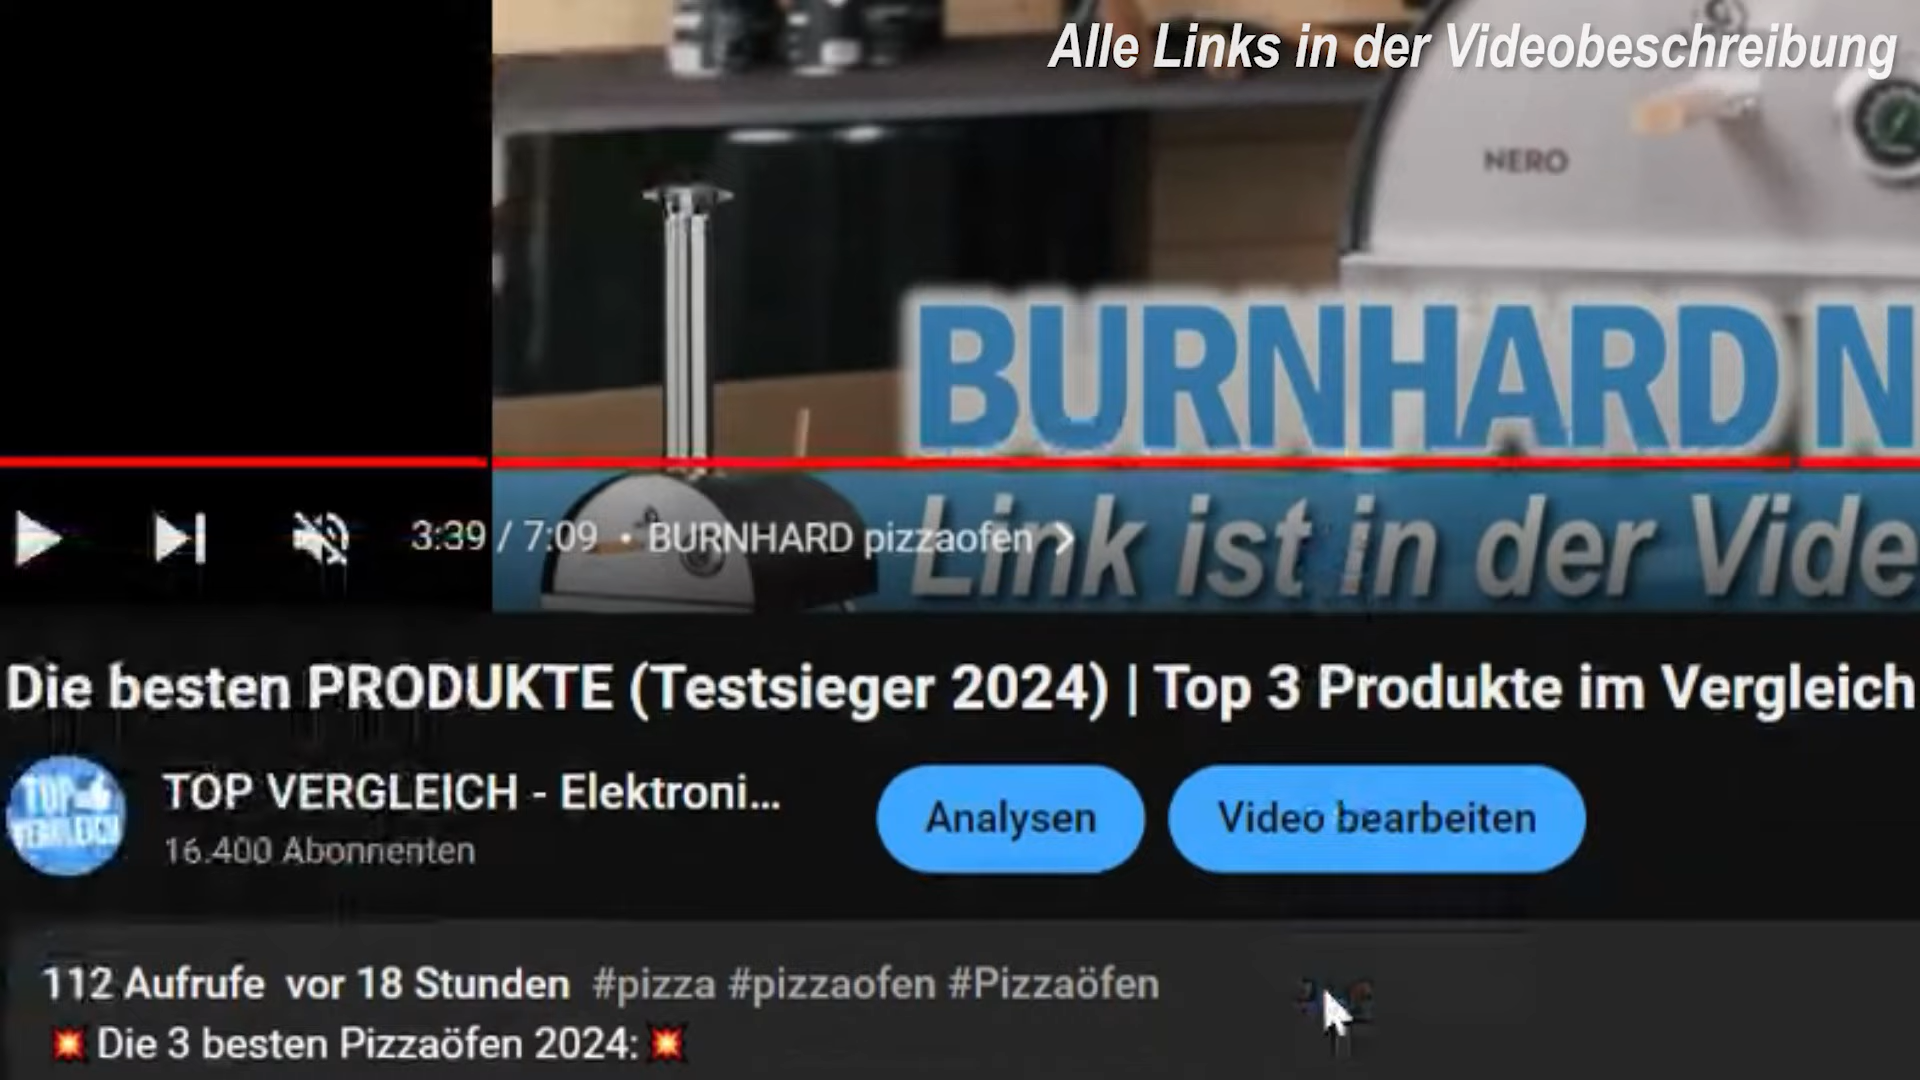 Alle Links in der Videobeschreibung
NERO
BURNHARD N
Link ist in der Vide
3:39 / 7:09 • BURNHARD pizzaofen
Die besten PRODUKTE (Testsieger 2024) | Top 3 Produkte im Vergleich
TOP VERGLEICH
TOP VERGLEICH - Elektroni...
16.400 Abonnenten
Analysen
Video bearbeiten
112 Aufrufe vor 18 Stunden #pizza #pizzaofen #Pizzaöfen
💥 Die 3 besten Pizzaöfen 2024: 💥